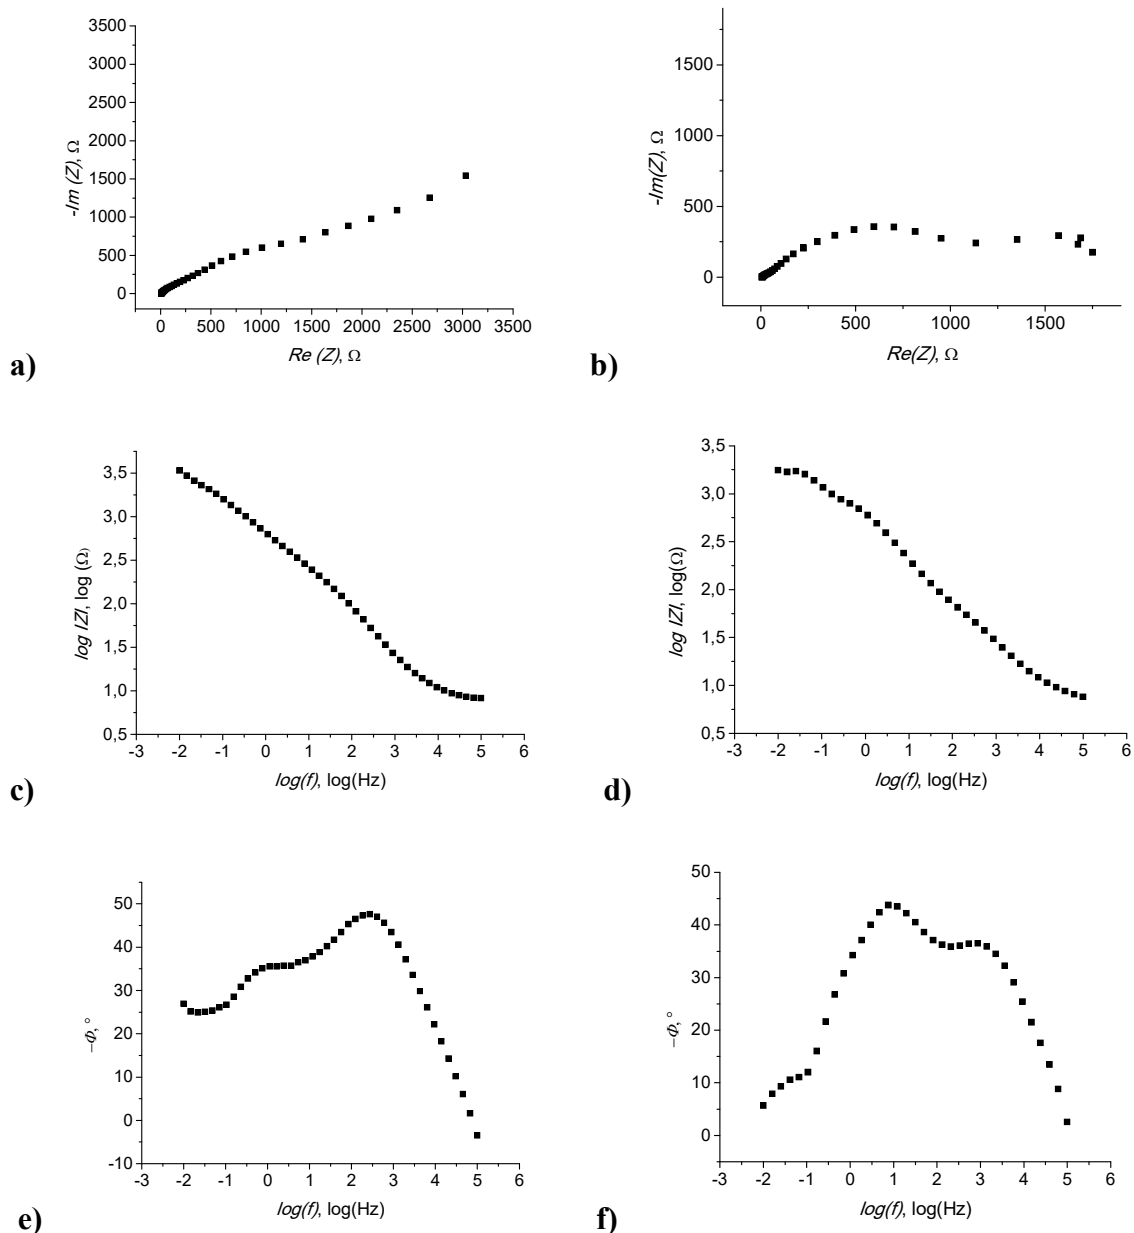 3500
3000
2500
2000
1500
1000
500
0
-Im (Z), Ω
0 500 1000 1500 2000 2500 3000 3500
Re (Z), Ω
a)
1500
1000
500
0
-Im(Z), Ω
0 500 1000 1500
Re(Z), Ω
b)
3,5
3,0
2,5
2,0
1,5
1,0
0,5
log IZI, log (Ω)
-3 -2 -1 0 1 2 3 4 5 6
log(f), log(Hz)
c)
3,5
3,0
2,5
2,0
1,5
1,0
0,5
log IZI, log(Ω)
-3 -2 -1 0 1 2 3 4 5 6
log(f), log(Hz)
d)
50
40
30
20
10
0
-10
−Φ, °
-3 -2 -1 0 1 2 3 4 5 6
log(f), log(Hz)
e)
50
40
30
20
10
0
−Φ, °
-3 -2 -1 0 1 2 3 4 5 6
log(f), log(Hz)
f)